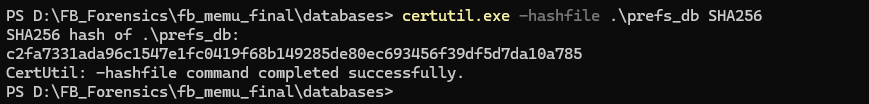 PS D:\FB_Forensics\fb_memu_final\databases> certutil.exe -hashfile .\prefs_db SHA256
SHA256 hash of .\prefs_db:
c2fa7331ada96c1547e1fc0419f68b149285de80ec693456f39df5d7da10a785
CertUtil: -hashfile command completed successfully.
PS D:\FB_Forensics\fb_memu_final\databases>